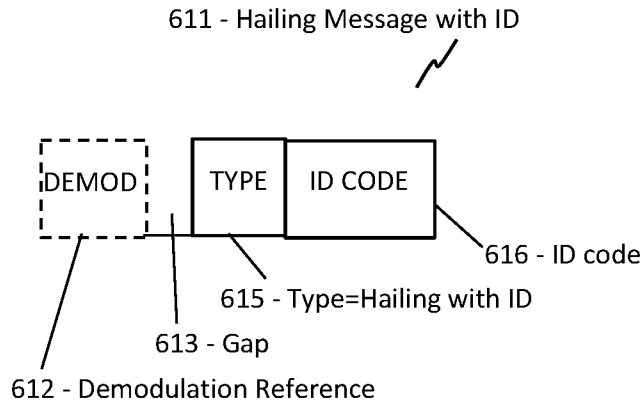 611 - Hailing Message with ID
DEMOD TYPE ID CODE
616 - ID code
615 - Type=Hailing with ID
613 - Gap
612 - Demodulation Reference